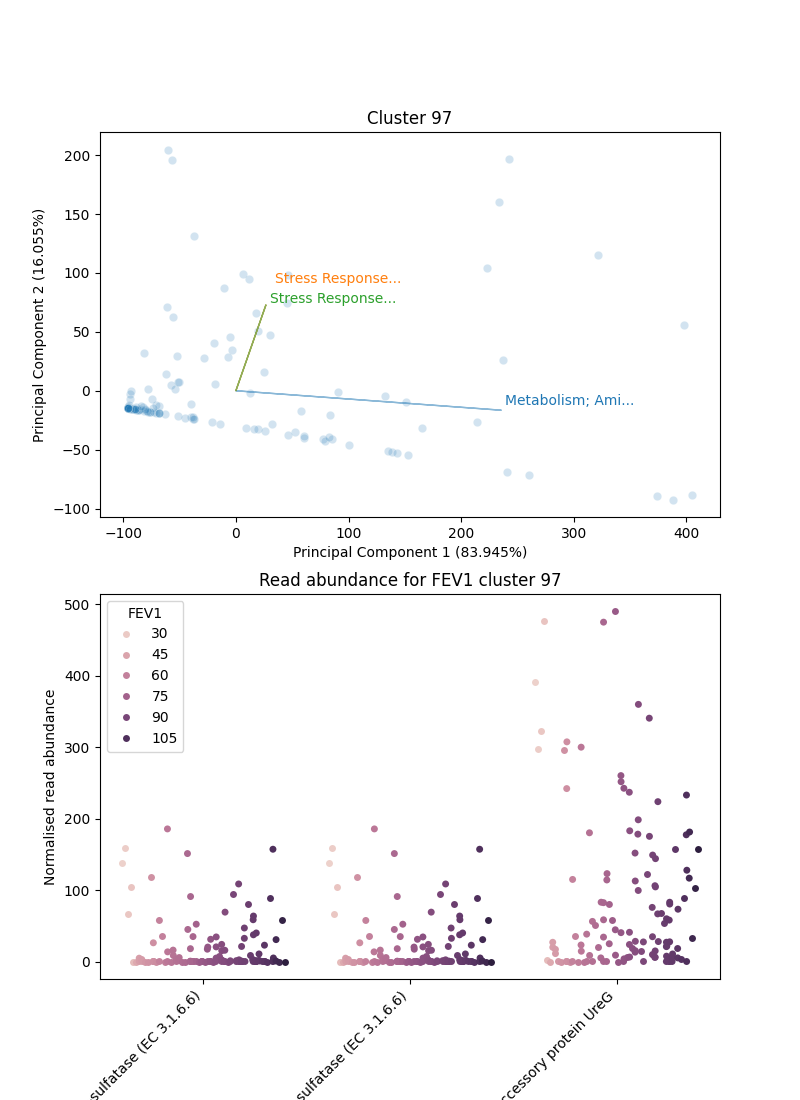 Cluster 97
200
150
100
50
0
−50
−100
Principal Component 2 (16.055%)
Stress Response...
Stress Response...
Metabolism; Ami...
−100
0
100
200
300
400
Principal Component 1 (83.945%)
Read abundance for FEV1 cluster 97
500
400
300
200
100
0
Normalised read abundance
FEV1
30
45
60
75
90
105
sulfatase (EC 3.1.6.6)
sulfatase (EC 3.1.6.6)
ccessory protein UreG